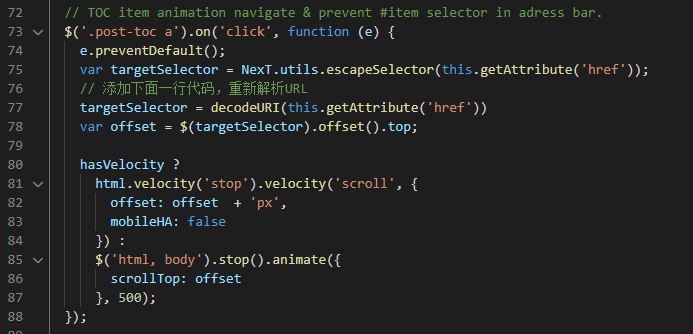 72 // TOC item animation navigate & prevent #item selector in adress bar.
73 $('.post-toc a').on('click', function (e) {
74 e.preventDefault();
75 var targetSelector = NexT.utils.escapeSelector(this.getAttribute('href'));
76 // 添加下面一行代码，重新解析URL
77 targetSelector = decodeURI(this.getAttribute('href'))
78 var offset = $(targetSelector).offset().top;
79
80 hasVelocity ?
81 html.velocity('stop').velocity('scroll', {
82 offset: offset  + 'px',
83 mobileHA: false
84 }) :
85 $('html, body').stop().animate({
86 scrollTop: offset
87 }, 500);
88 });